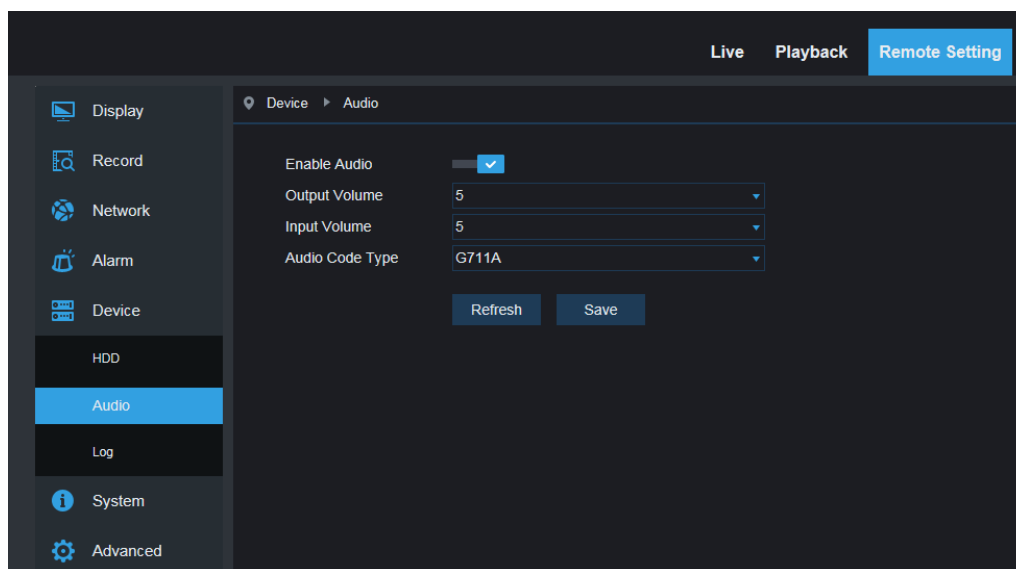 Live Playback Remote Setting
Display
Record
Network
Alarm
Device
HDD
Audio
Log
System
Advanced
Device Audio
Enable Audio
Output Volume 5
Input Volume 5
Audio Code Type G711A
Refresh Save